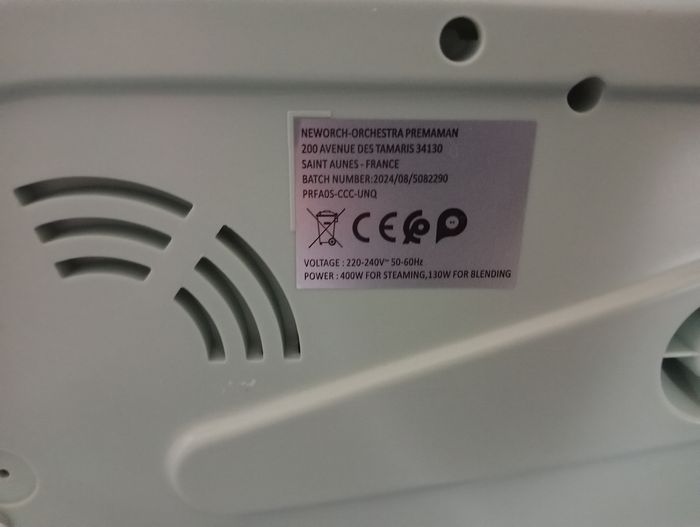 NEWORCH-ORCHESTRA PREMAMAN
200 AVENUE DES TAMARIS 34130
SAINT AUNES - FRANCE
BATCH NUMBER:2024/08/5082290
PRFA05-CCC-UNQ
CE
VOLTAGE : 220-240V~ 50-60Hz
POWER : 400W FOR STEAMING,130W FOR BLENDING